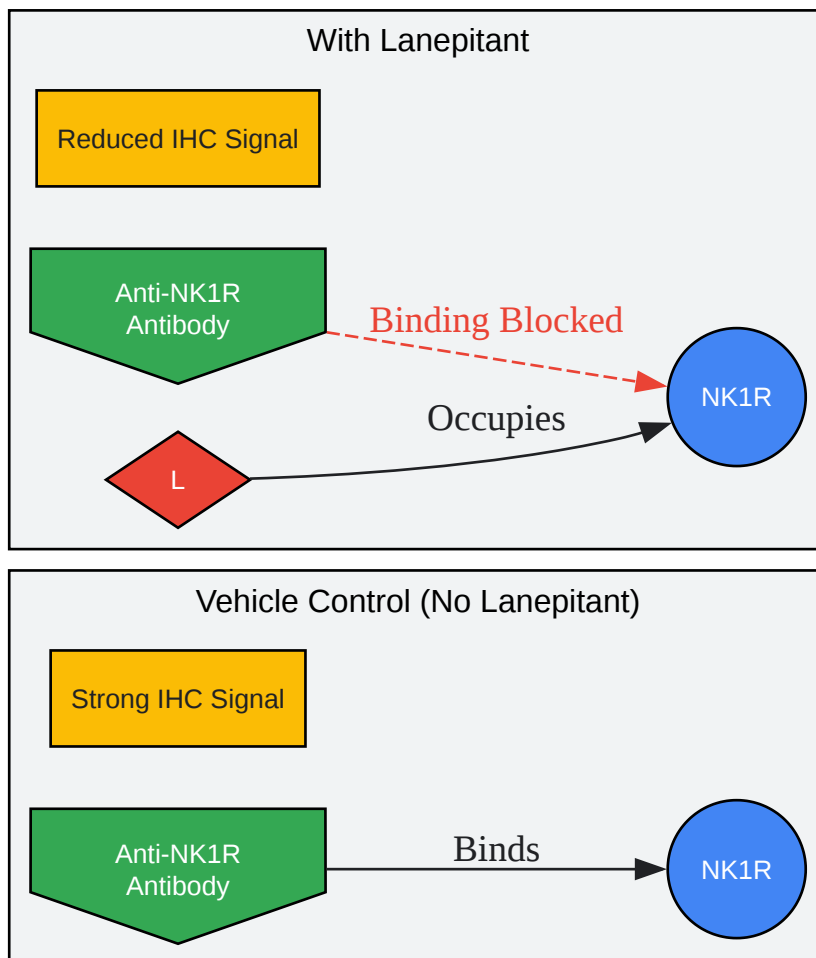 With Lanepitant
Reduced IHC Signal
Anti-NK1R
Antibody
Binding Blocked
NK1R
Occupies
L
Vehicle Control (No Lanepitant)
Strong IHC Signal
Anti-NK1R
Antibody
Binds
NK1R